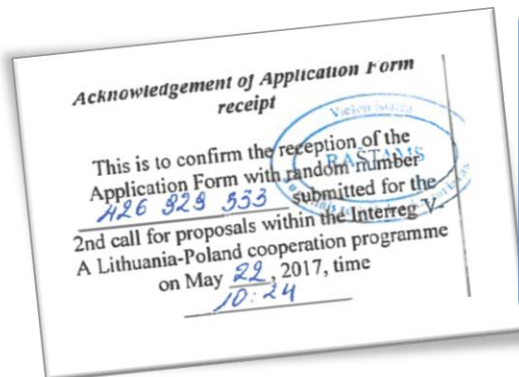 Acknowledgement of Application Form
receipt
This is to confirm the reception of the
Application Form with random number
426 929 533 submitted for the
2nd call for proposals within the Interreg V-
A Lithuania-Poland cooperation programme
on May 22, 2017, time
10:24
RAŠTAMS